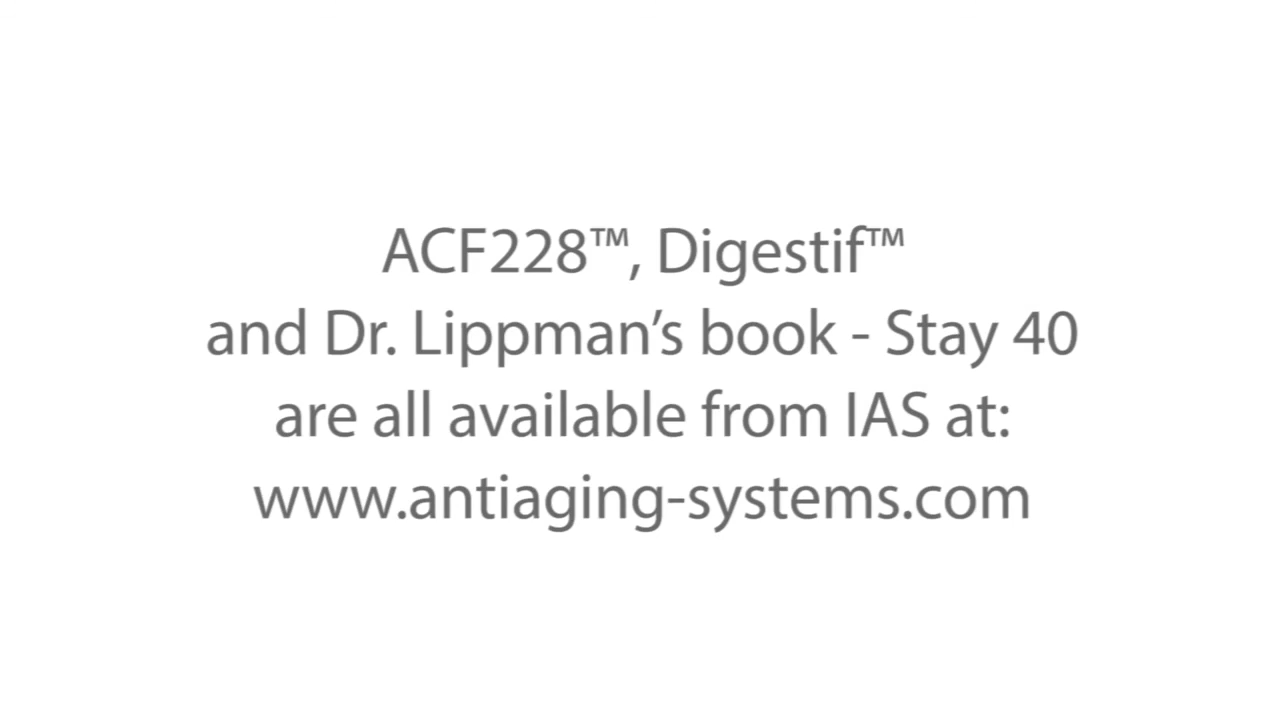 ACF228™, Digestif™
and Dr. Lippman’s book - Stay 40
are all available from IAS at:
www.antiaging-systems.com